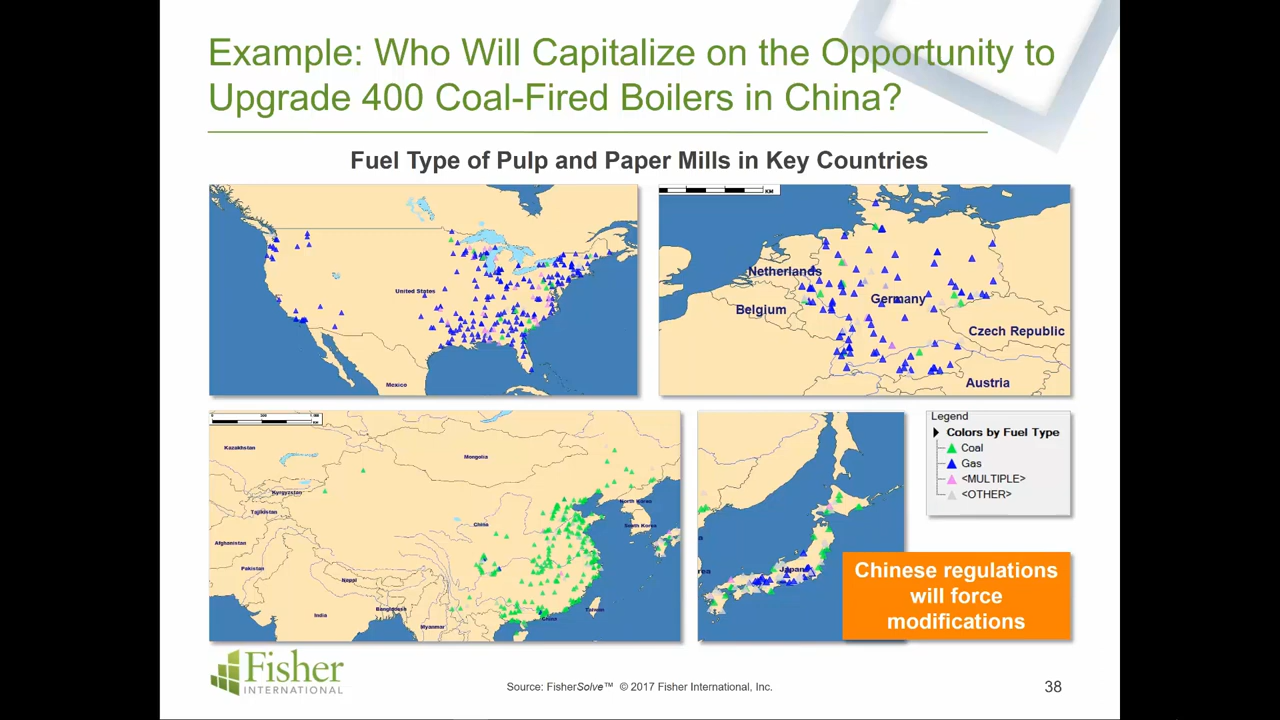 Example: Who Will Capitalize on the Opportunity to
Upgrade 400 Coal-Fired Boilers in China?
Fuel Type of Pulp and Paper Mills in Key Countries
United States
Mexico
KM
Netherlands
Belgium
Germany
Czech Republic
Austria
Kazakhstan
Mongolia
Kyrgyzstan
Tajikistan
North Korea
South Korea
China
Afghanistan
Pakistan
Nepal
India
Bangladesh
Myanmar
Taiwan
Japan
Legend
Colors by Fuel Type
Coal
Gas
<MULTIPLE>
<OTHER>
Chinese regulations
will force
modifications
Fisher
INTERNATIONAL
Source: FisherSolve™ © 2017 Fisher International, Inc.
38